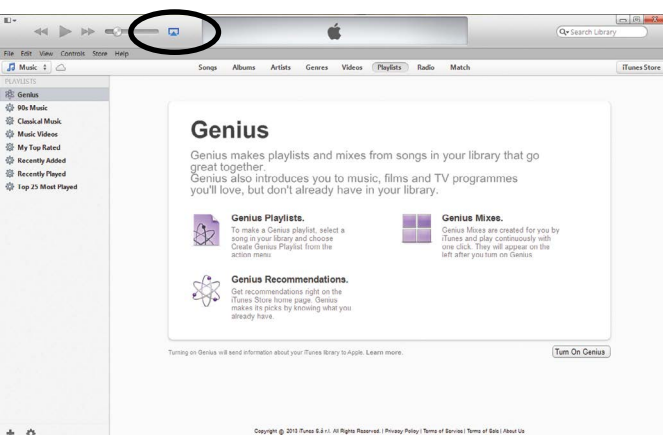 Search Library
File Edit View Controls Store Help
Music
Songs Albums Artists Genres Videos Playlists Radio Match
iTunes Store
PLAYLISTS
Genius
90s Music
Classical Music
Music Videos
My Top Rated
Recently Added
Recently Played
Top 25 Most Played
Genius
Genius makes playlists and mixes from songs in your library that go
great together.
Genius also introduces you to music, films and TV programmes
you'll love, but don't already have in your library.
Genius Playlists.
To make a Genius playlist, select a
song in your library and choose
Create Genius Playlist from the
action menu
Genius Mixes.
Genius Mixes are created for you by
iTunes and play continuously with
one click. They will appear on the
left after you turn on Genius
Genius Recommendations.
Get recommendations right on the
iTunes Store home page. Genius
makes its picks by knowing what you
already have.
Turning on Genius will send information about your iTunes library to Apple. Learn more.
Turn On Genius
Copyright © 2013 iTunes S.à r.l. All Rights Reserved. | Privacy Policy | Terms of Service | Terms of Sale | About Us